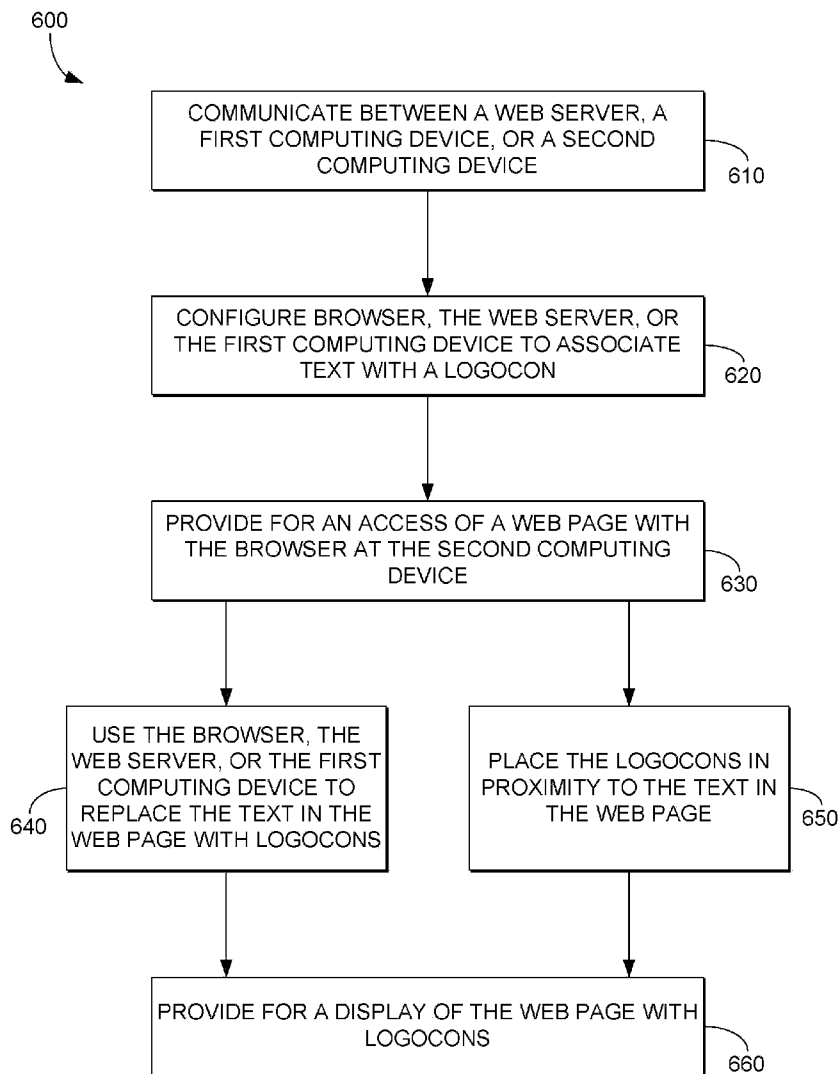 600
COMMUNICATE BETWEEN A WEB SERVER, A
FIRST COMPUTING DEVICE, OR A SECOND
COMPUTING DEVICE
610
CONFIGURE BROWSER, THE WEB SERVER, OR
THE FIRST COMPUTING DEVICE TO ASSOCIATE
TEXT WITH A LOGOCON
620
PROVIDE FOR AN ACCESS OF A WEB PAGE WITH
THE BROWSER AT THE SECOND COMPUTING
DEVICE
630
USE THE BROWSER, THE
WEB SERVER, OR THE FIRST
COMPUTING DEVICE TO
REPLACE THE TEXT IN THE
WEB PAGE WITH LOGOCONS
640
PLACE THE LOGOCONS IN
PROXIMITY TO THE TEXT IN
THE WEB PAGE
650
PROVIDE FOR A DISPLAY OF THE WEB PAGE WITH
LOGOCONS
660